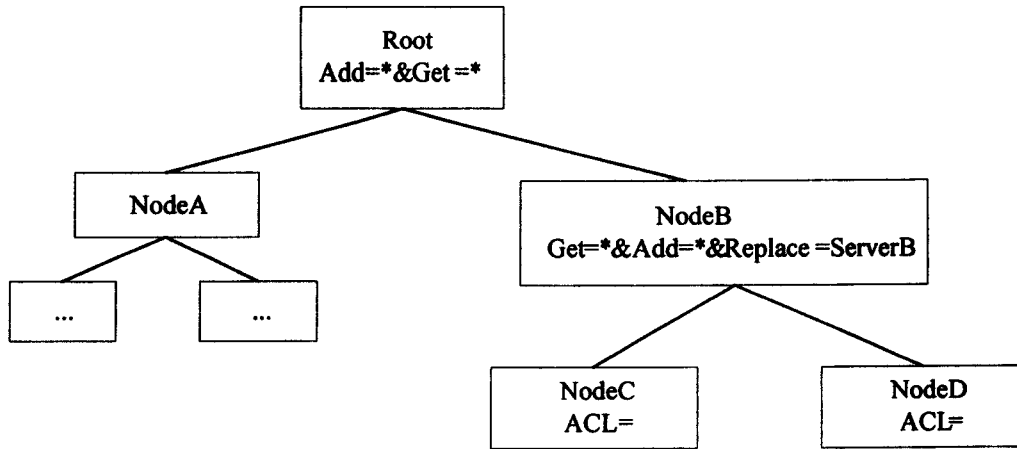 Root
Add=*&Get =*
NodeA
NodeB
Get=*&Add=*&Replace =ServerB
...
...
NodeC
ACL=
NodeD
ACL=